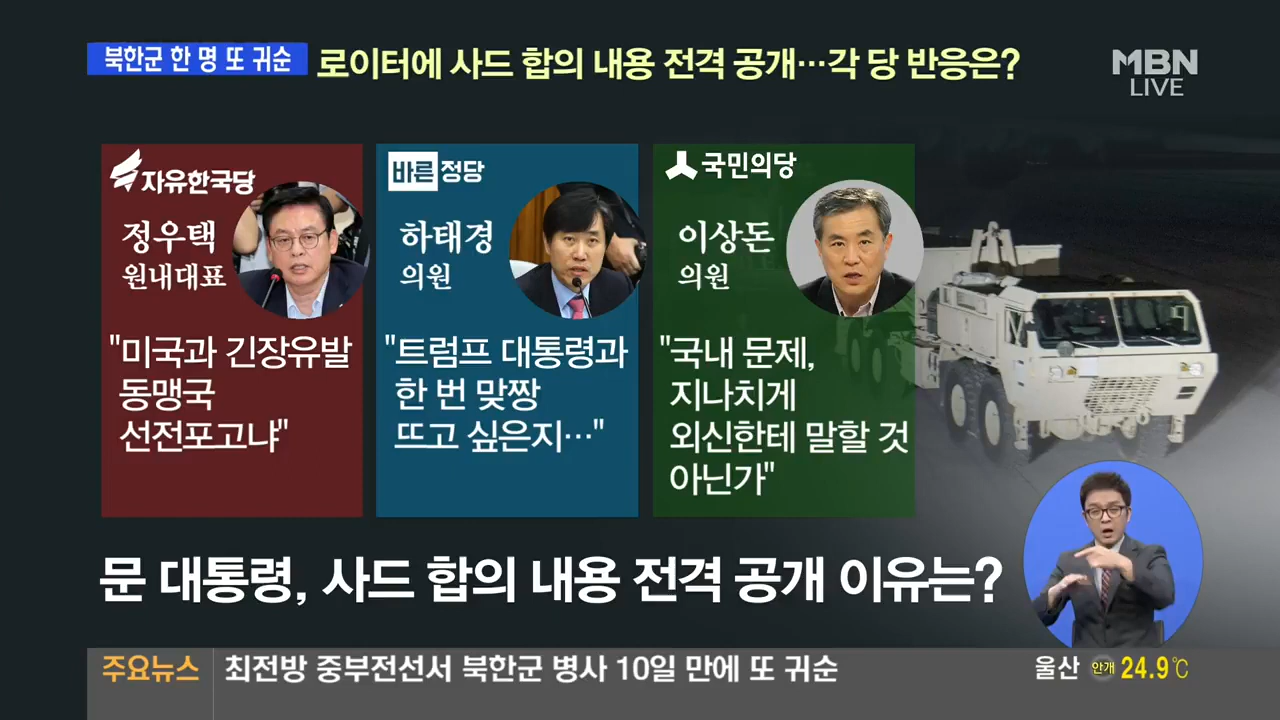 북한군 한 명 또 귀순
로이터에 사드 합의 내용 전격 공개…각 당 반응은?
MBN
LIVE
자유한국당
정우택
원내대표
"미국과 긴장유발
동맹국
선전포고냐"
바른정당
하태경
의원
"트럼프 대통령과
한 번 맞짱
뜨고 싶은지…"
국민의당
이상돈
의원
"국내 문제,
지나치게
외신한테 말할 것
아닌가"
문 대통령, 사드 합의 내용 전격 공개 이유는?
주요뉴스
최전방 중부전선서 북한군 병사 10일 만에 또 귀순
울산 안개 24.9℃